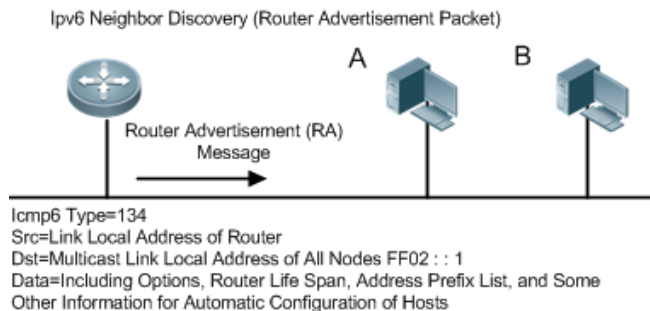 Ipv6 Neighbor Discovery (Router Advertisement Packet)
A
B
Router Advertisement (RA)
Message
Icmp6 Type=134
Src=Link Local Address of Router
Dst=Multicast Link Local Address of All Nodes FF02 : : 1
Data=Including Options, Router Life Span, Address Prefix List, and Some
Other Information for Automatic Configuration of Hosts